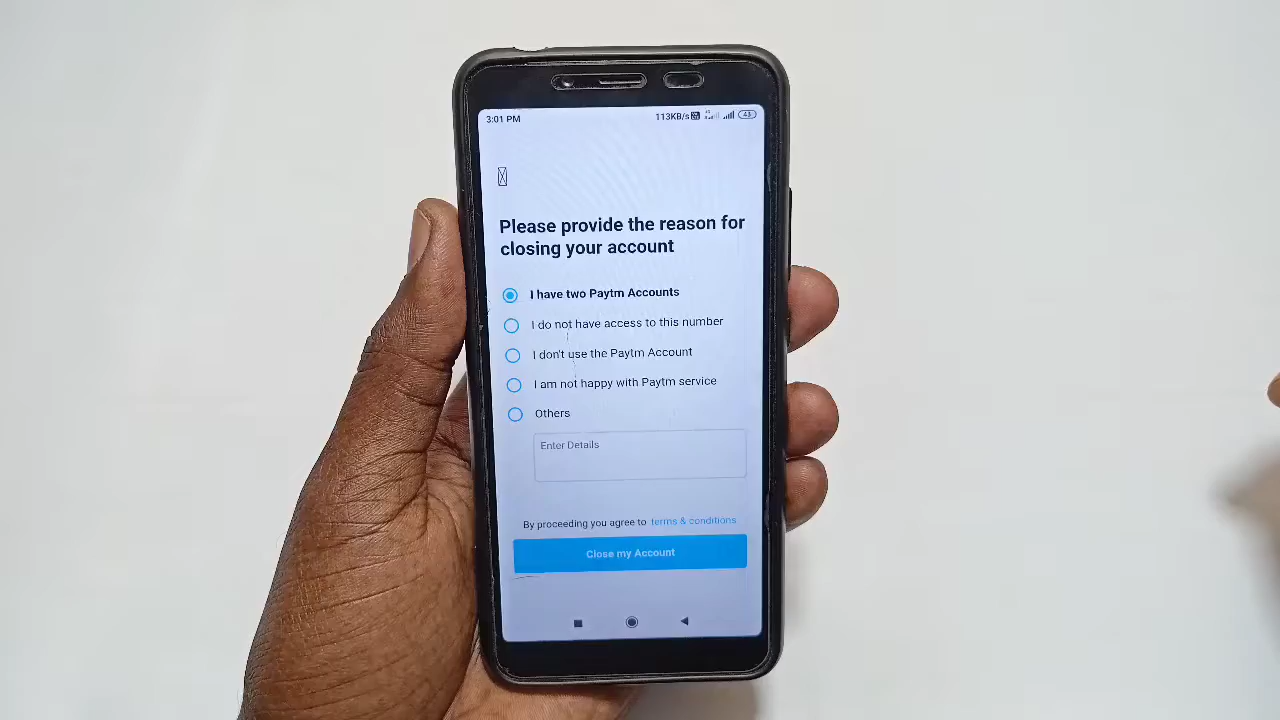 3:01 PM 113KB/s 43
Please provide the reason for
closing your account
I have two Paytm Accounts
I do not have access to this number
I don't use the Paytm Account
I am not happy with Paytm service
Others
Enter Details
By proceeding you agree to terms & conditions
Close my Account